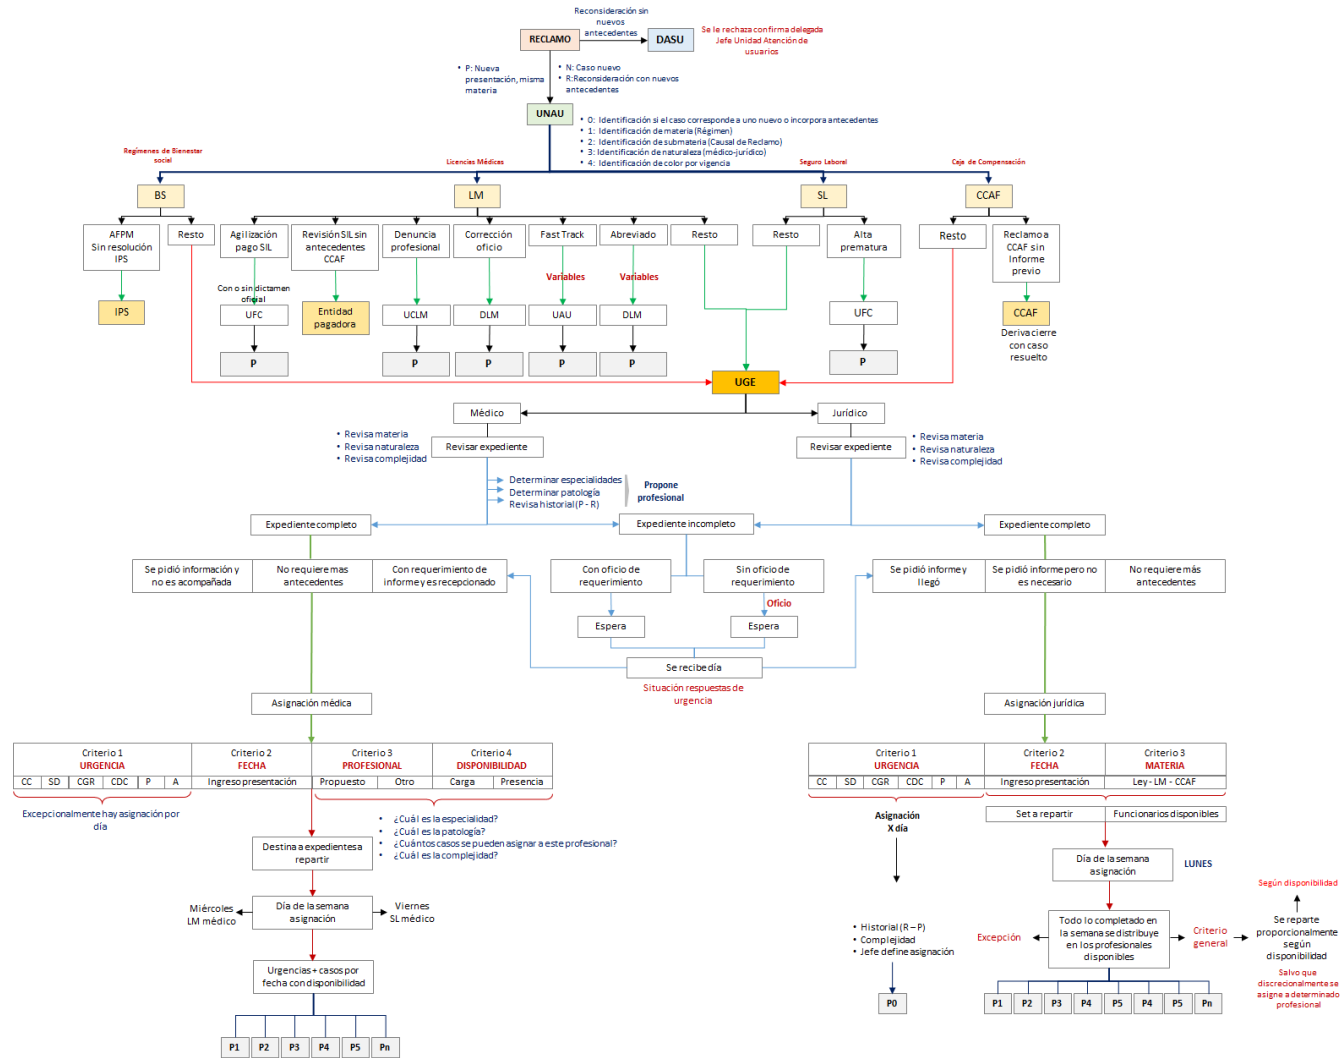 Reconsideración sin
nuevos
antecedentes
RECLAMO
DASU
Se le rechaza confirma delegada
Jefe Unidad Atención de
usuarios
• P: Nueva
presentación, misma
materia
• N: Caso nuevo
• R:Reconsideración con nuevos
antecedentes
UNAU
• 0: Identificación si el caso corresponde a uno nuevo o incorpora antecedentes
• 1: Identificación de materia (Régimen)
• 2: Identificación de submateria (Causal de Reclamo)
• 3: Identificación de naturaleza (médico-jurídico)
• 4: Identificación de color por vigencia
Regímenes de Bienestar
social
Licencias Médicas
Seguro Laboral
Caja de Compensación
BS
LM
SL
CCAF
AFPM
Sin resolución
IPS
Resto
Agilización
pago SIL
Revisión SIL sin
antecedentes
CCAF
Denuncia
profesional
Corrección
oficio
Fast Track
Abreviado
Resto
Resto
Alta
prematura
Resto
Reclamo a
CCAF sin
Informe
previo
Variables
Variables
Con o sin dictamen
oficial
IPS
UFC
Entidad
pagadora
UCLM
DLM
UAU
DLM
UFC
CCAF
Deriva cierre
con caso
resuelto
P
P
P
P
P
P
UGE
Médico
Jurídico
• Revisa materia
• Revisa naturaleza
• Revisa complejidad
Revisar expediente
Revisar expediente
• Revisa materia
• Revisa naturaleza
• Revisa complejidad
Determinar especialidades
Determinar patología
Revisa historial (P - R)
Propone
profesional
Expediente completo
Expediente incompleto
Expediente completo
Se pidió información y
no es acompañada
No requiere mas
antecedentes
Con requerimiento de
informe y es recepcionado
Con oficio de
requerimiento
Sin oficio de
requerimiento
Se pidió informe y
llegó
Se pidió informe pero no
es necesario
No requiere más
antecedentes
Oficio
Espera
Espera
Se recibe día
Situación respuestas de
urgencia
Asignación médica
Asignación jurídica
Criterio 1
URGENCIA
Criterio 2
FECHA
Criterio 3
PROFESIONAL
Criterio 4
DISPONIBILIDAD
CC SD CGR CDC P A
Ingreso presentación
Propuesto
Otro
Carga
Presencia
Criterio 1
URGENCIA
Criterio 2
FECHA
Criterio 3
MATERIA
CC SD CGR CDC P A
Ingreso presentación
Ley - LM - CCAF
Excepcionalmente hay asignación por
día
• ¿Cuál es la especialidad?
• ¿Cuál es la patología?
• ¿Cuántos casos se pueden asignar a este profesional?
• ¿Cuál es la complejidad?
Destina a expedientes a
repartir
Miércoles
LM médico
Día de la semana
asignación
Viernes
SL médico
Urgencias + casos por
fecha con disponibilidad
P1 P2 P3 P4 P5 Pn
Asignación
X día
• Historial (R – P)
• Complejidad
• Jefe define asignación
P0
Set a repartir
Funcionarios disponibles
Día de la semana
asignación
LUNES
Excepción
Todo lo completado en
la semana se distribuye
en los profesionales
disponibles
Criterio
general
Según disponibilidad
Se reparte
proporcionalmente
según
disponibilidad
Salvo que
discrecionalmente se
asigne a determinado
profesional
P1 P2 P3 P4 P5 P4 P5 Pn